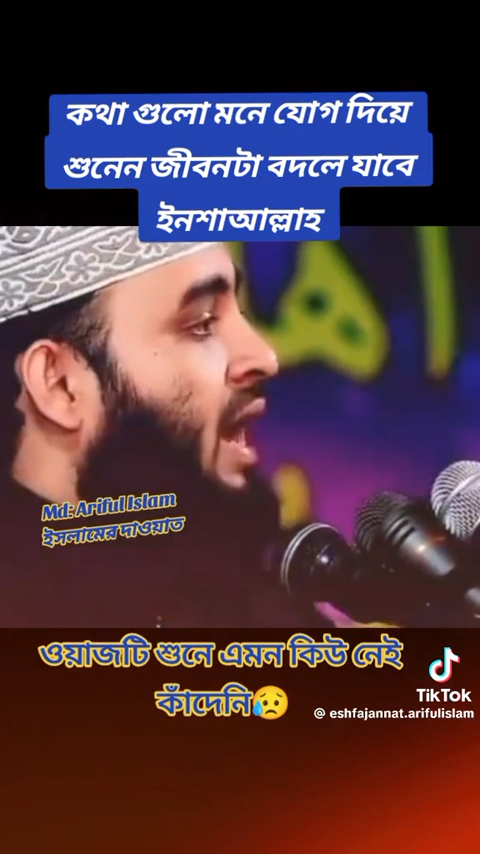 কথা গুলো মনে যোগ দিয়ে
শুনেন জীবনটা বদলে যাবে
ইনশাআল্লাহ
Md: Ariful Islam
ইসলামের দাওয়াত
ওয়াজটি শুনে এমন কিউ নেই
কাঁদেনি😥
TikTok
@ eshfajannat.arifulislam